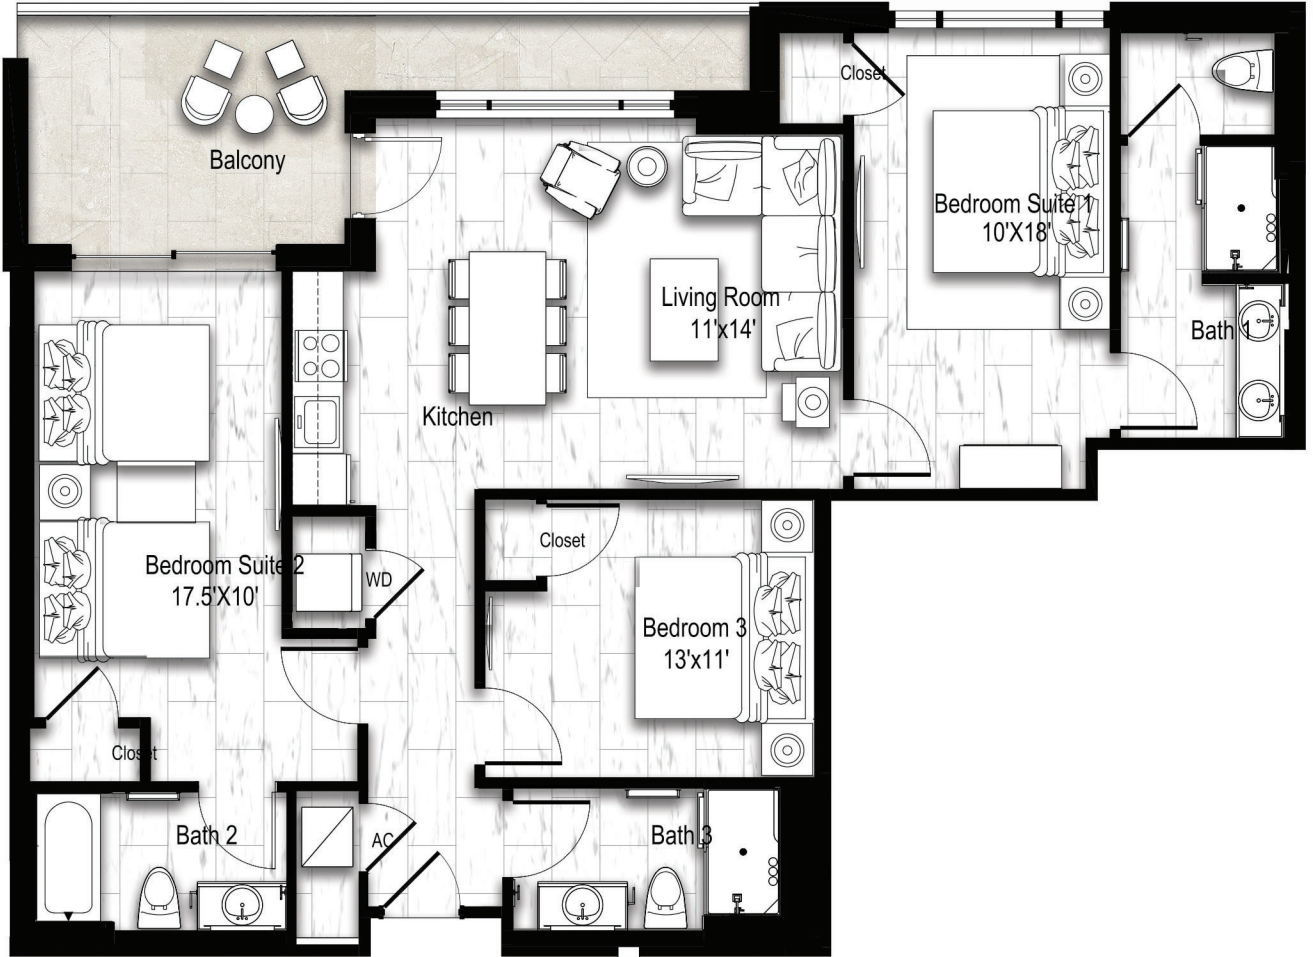 Closet
Balcony
Bedroom Suite 1
10'X18'
Living Room
11'x14'
Bath 1
Kitchen
Closet
Bedroom Suite 2
17.5'X10'
WD
Bedroom 3
13'x11'
Closet
Bath 2
AC
Bath 3